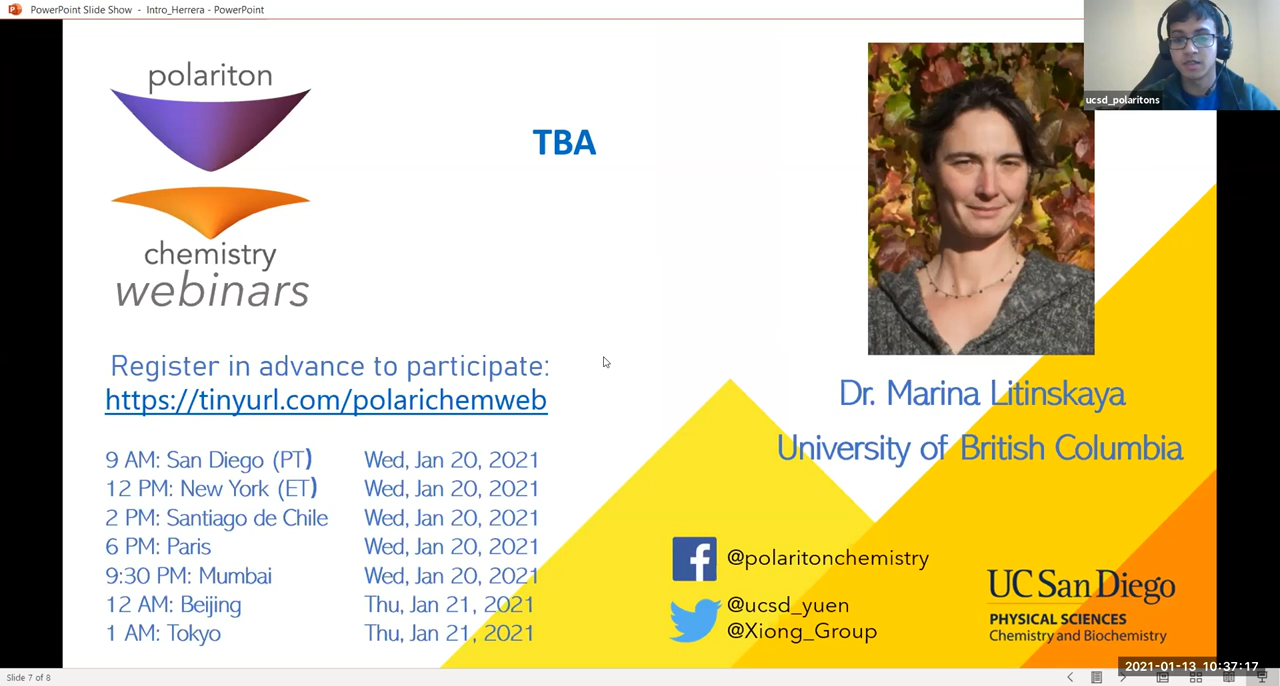 PowerPoint Slide Show - Intro_Herrera - PowerPoint
ucsd_polaritons
polariton
chemistry
webinars
TBA
Register in advance to participate:
https://tinyurl.com/polarichemweb
9 AM: San Diego (PT) Wed, Jan 20, 2021
12 PM: New York (ET) Wed, Jan 20, 2021
2 PM: Santiago de Chile Wed, Jan 20, 2021
6 PM: Paris Wed, Jan 20, 2021
9:30 PM: Mumbai Wed, Jan 20, 2021
12 AM: Beijing Thu, Jan 21, 2021
1 AM: Tokyo Thu, Jan 21, 2021
Dr. Marina Litinskaya
University of British Columbia
@polaritonchemistry
@ucsd_yuen
@Xiong_Group
UC San Diego
PHYSICAL SCIENCES
Chemistry and Biochemistry
2021-01-13 10:37:17
Slide 7 of 8